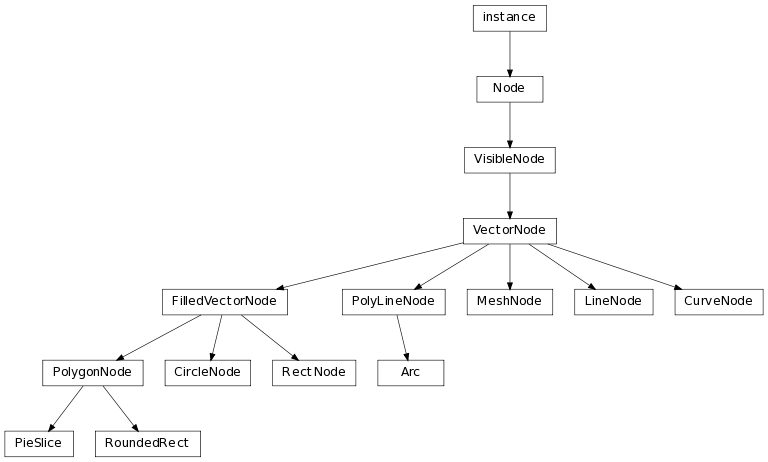 instance
Node
VisibleNode
VectorNode
FilledVectorNode
PolyLineNode
MeshNode
LineNode
CurveNode
PolygonNode
CircleNode
RectNode
Arc
PieSlice
RoundedRect